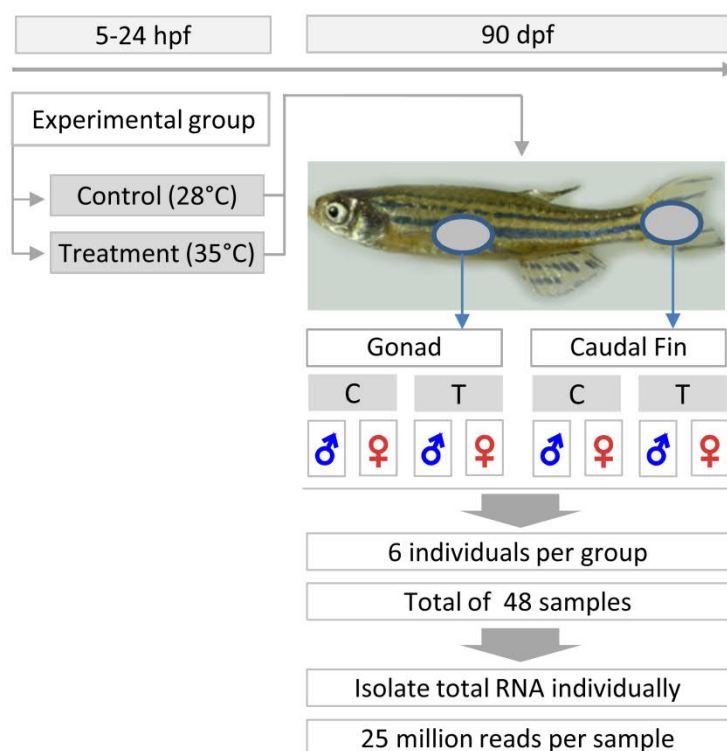 5-24 hpf
90 dpf
Experimental group
Control (28°C)
Treatment (35°C)
Gonad
Caudal Fin
C
T
C
T
♂
♀
♂
♀
♂
♀
♂
♀
6 individuals per group
Total of 48 samples
Isolate total RNA individually
25 million reads per sample